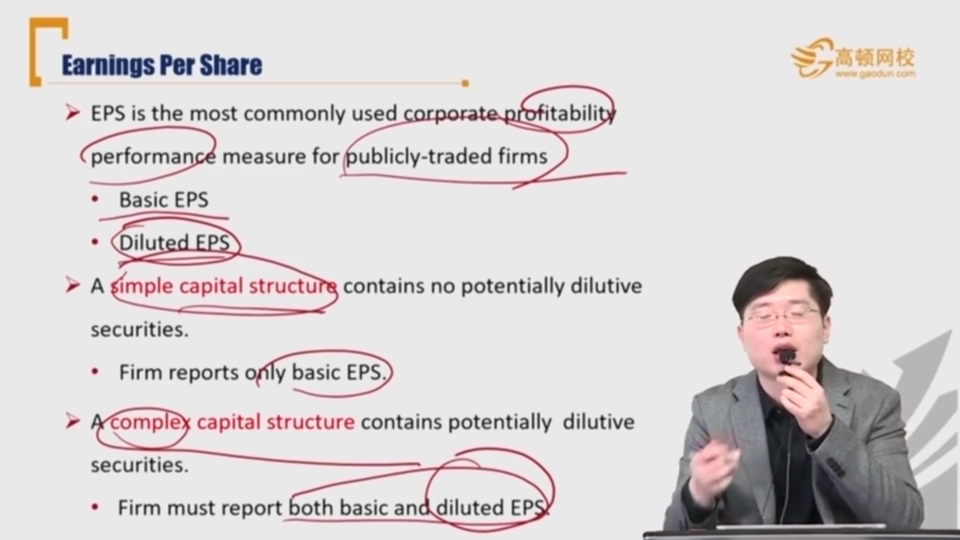 Earnings Per Share
高顿网校
www.gaodun.com
➢ EPS is the most commonly used corporate profitability
performance measure for publicly-traded firms
• Basic EPS
• Diluted EPS
➢ A simple capital structure contains no potentially dilutive
securities.
• Firm reports only basic EPS.
➢ A complex capital structure contains potentially dilutive
securities.
• Firm must report both basic and diluted EPS.